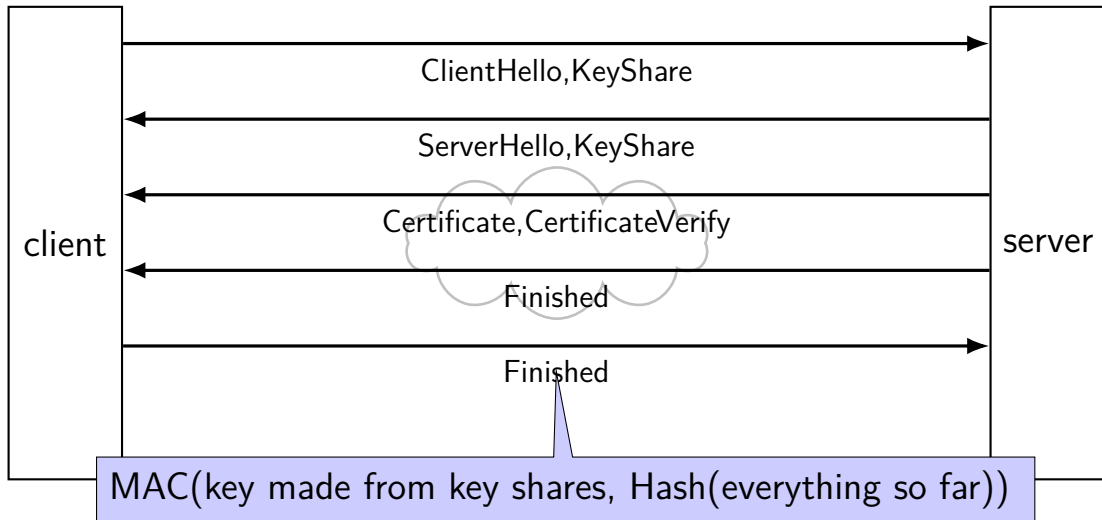 ClientHello,KeyShare
ServerHello,KeyShare
Certificate,CertificateVerify
client
server
Finished
Finished
MAC(key made from key shares, Hash(everything so far))